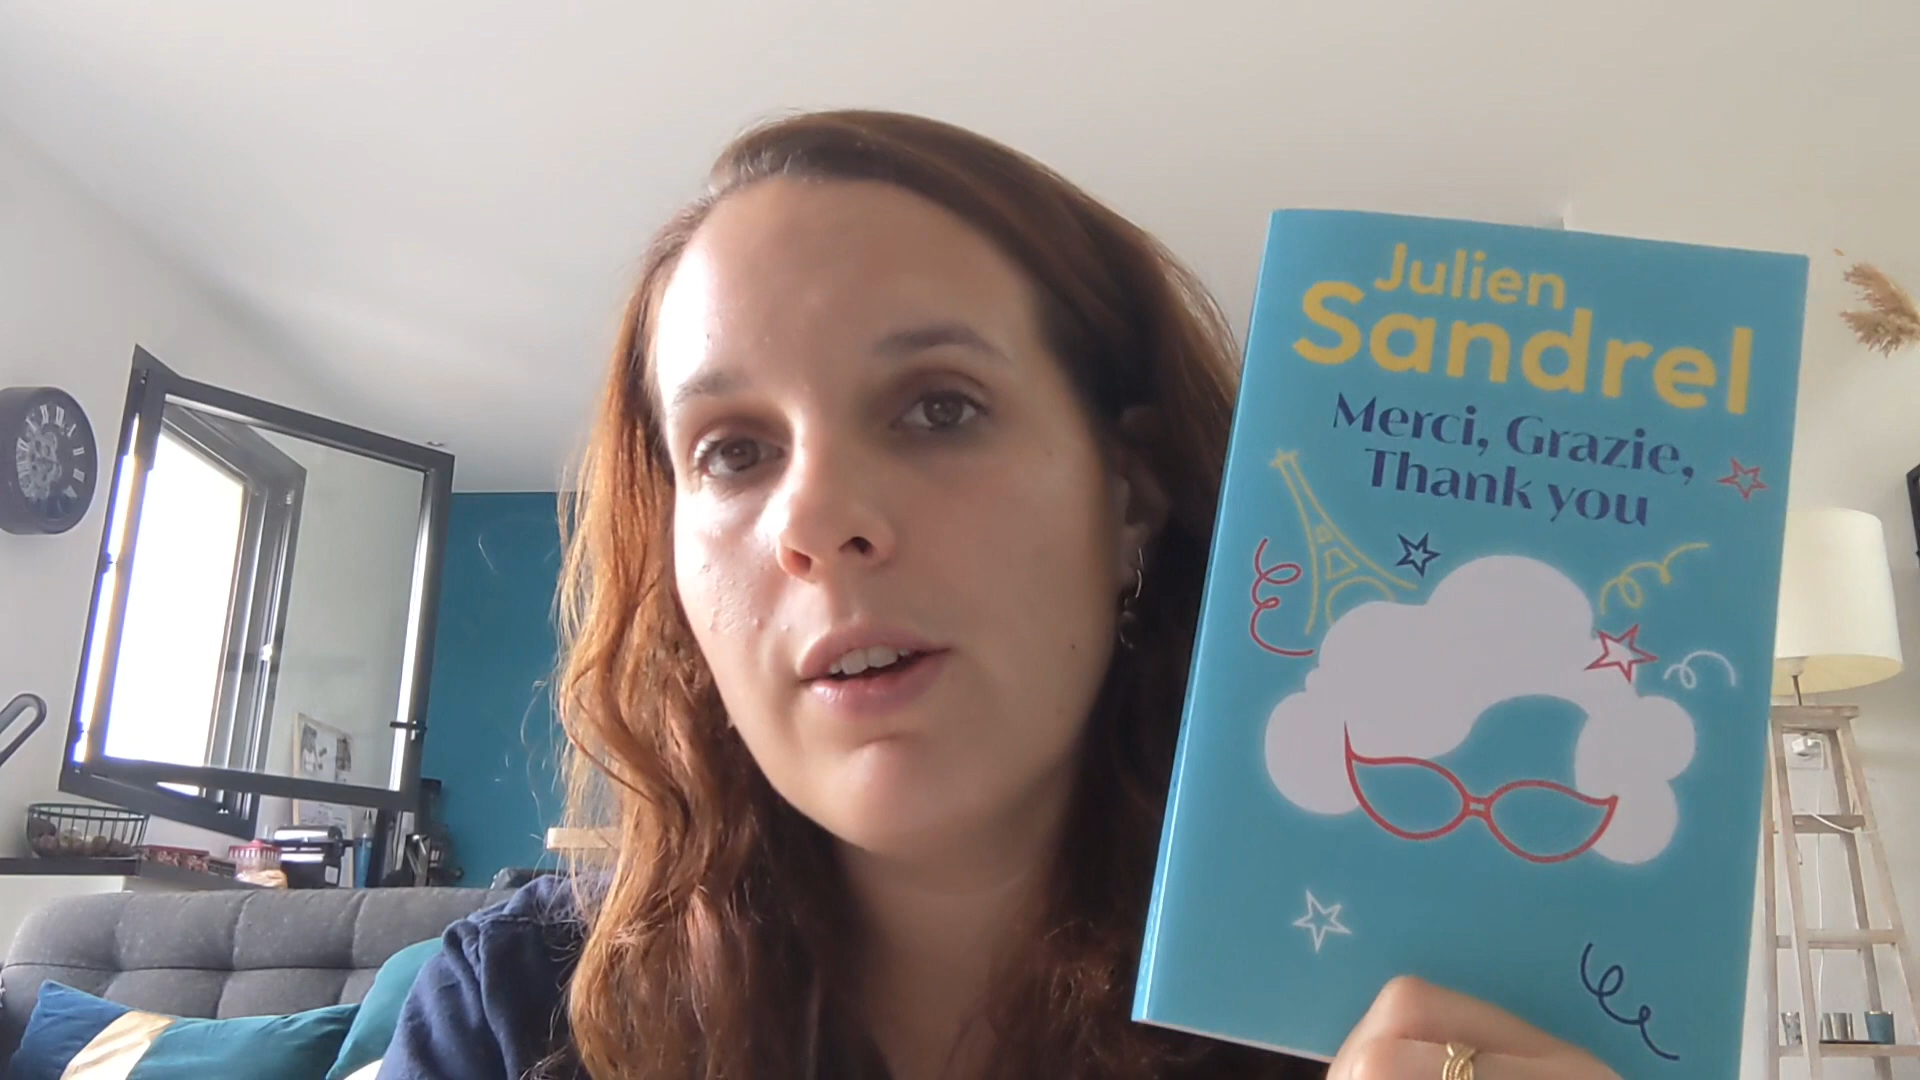 Julien
Sandrel
Merci, Grazie,
Thank you